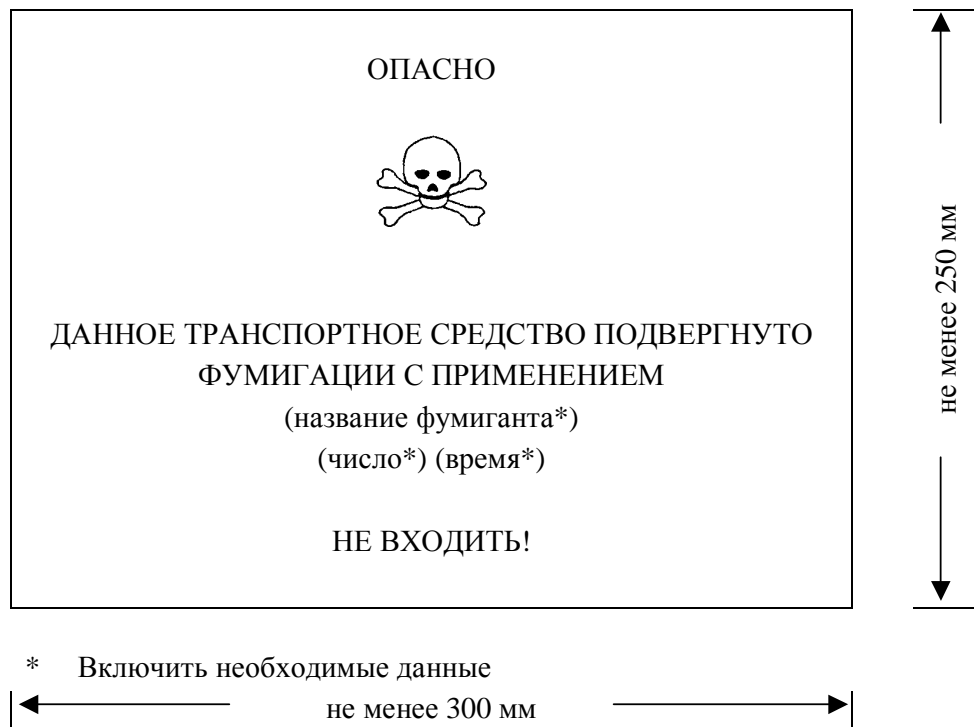 ОПАСНО
ДАННОЕ ТРАНСПОРТНОЕ СРЕДСТВО ПОДВЕРГНУТО
ФУМИГАЦИИ С ПРИМЕНЕНИЕМ
(название фумиганта*)
(число*) (время*)
НЕ ВХОДИТЬ!
не менее 250 мм
* Включить необходимые данные
не менее 300 мм